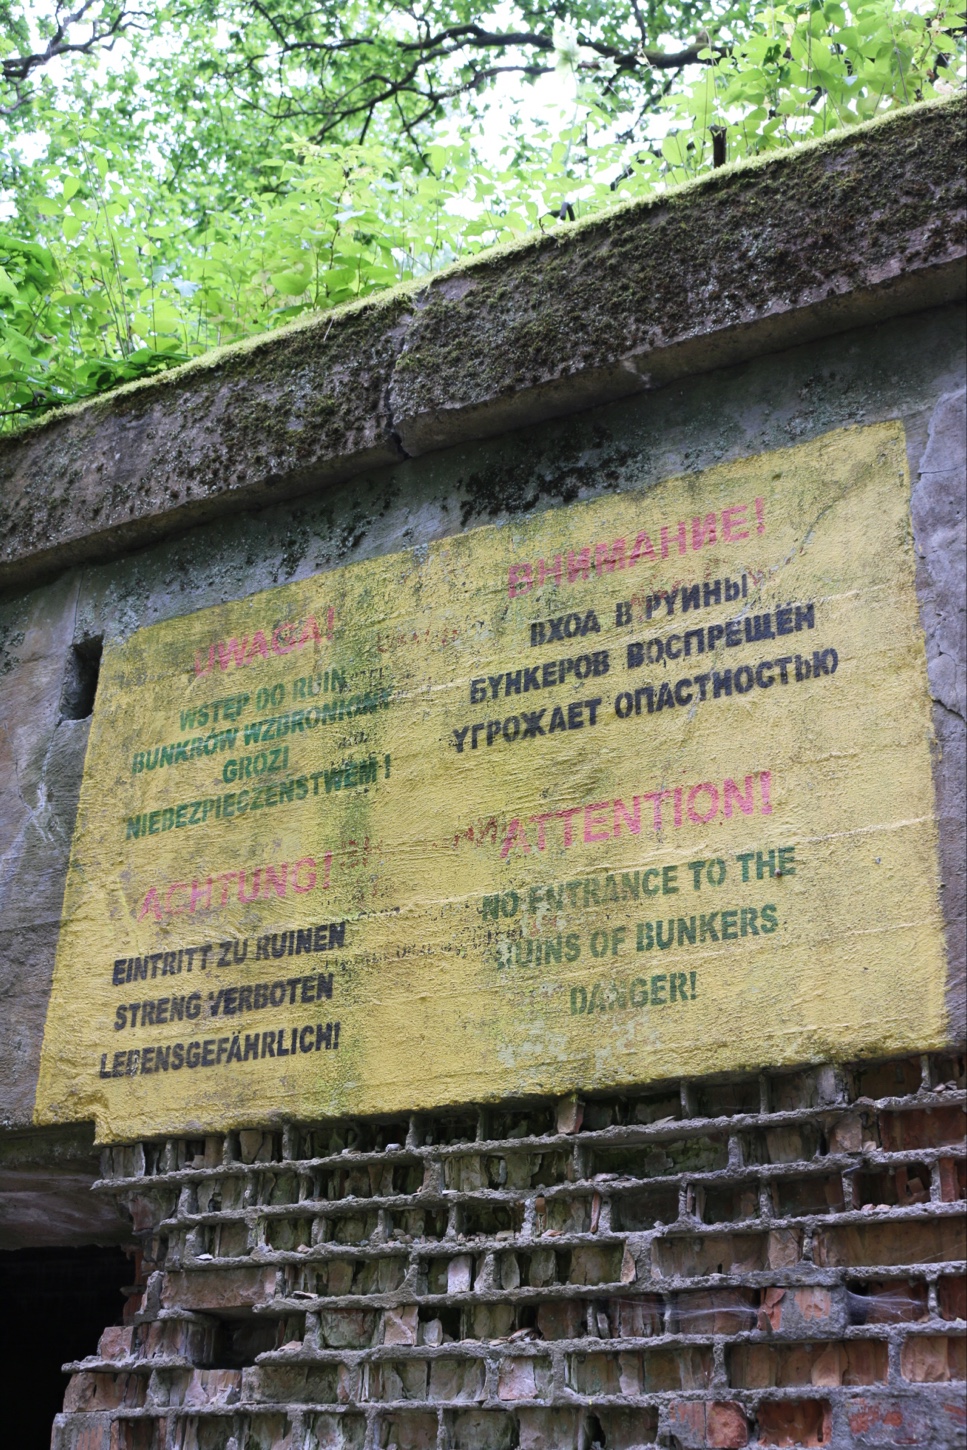 UWAGA!
WSTĘP DO RUIN
BUNKRÓW WZBRONIONY
GROZI
NIEBEZPIECZEŃSTWEM!
ВНИМАНИЕ!
ВХОД В РУИНЫ
БУНКЕРОВ ВОСПРЕЩЕН
УГРОЖАЕТ ОПАСТНОСТЬЮ
ACHTUNG!
EINTRITT ZU RUINEN
STRENG VERBOTEN
LEBENSGEFÄHRLICH!
ATTENTION!
NO ENTRANCE TO THE
RUINS OF BUNKERS
DANGER!